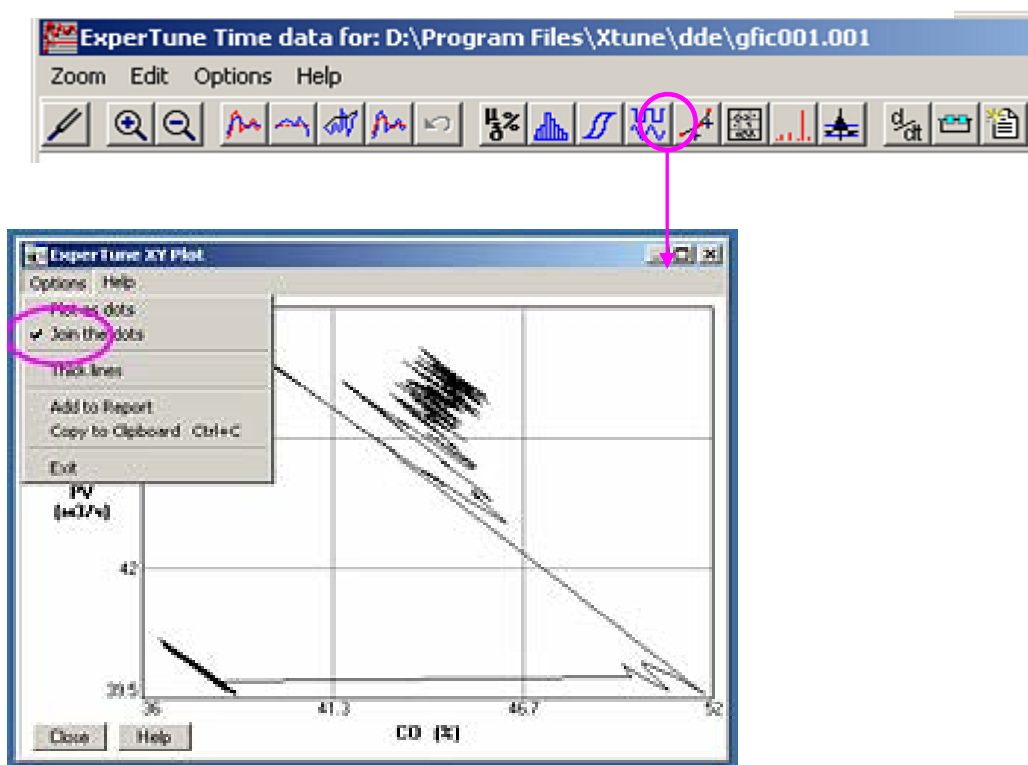 ExperTune Time data for: D:\Program Files\Xtune\dde\gfic001.001
Zoom Edit Options Help
μ% σ
d/dt
ExperTune XY Plot
Options Help
Plot as dots
✔ Join the dots
Thick lines
Add to Report
Copy to Clipboard Ctrl+C
Exit
PV
(м3/ч)
42
39.5
36 41.3 46.7 52
CO (%)
Close Help